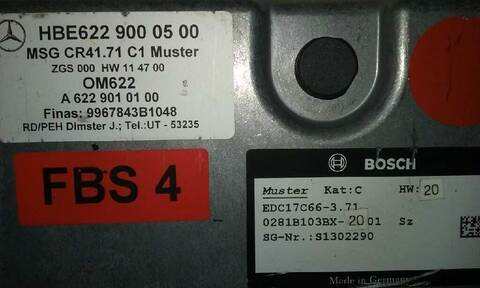 HBE622 900 05 00
MSG CR41.71 C1 Muster
ZGS 000 HW 11 47 00
OM622
A 622 901 01 00
Finas: 9967843B1048
RD/PEH Dimster J.; Tel.:UT - 53235
FBS 4
BOSCH
Muster Kat:C HW: 20
EDC17C66-3.71
0281B103BX-20 01 Sz
SG-Nr.:S1302290
Made in Germany